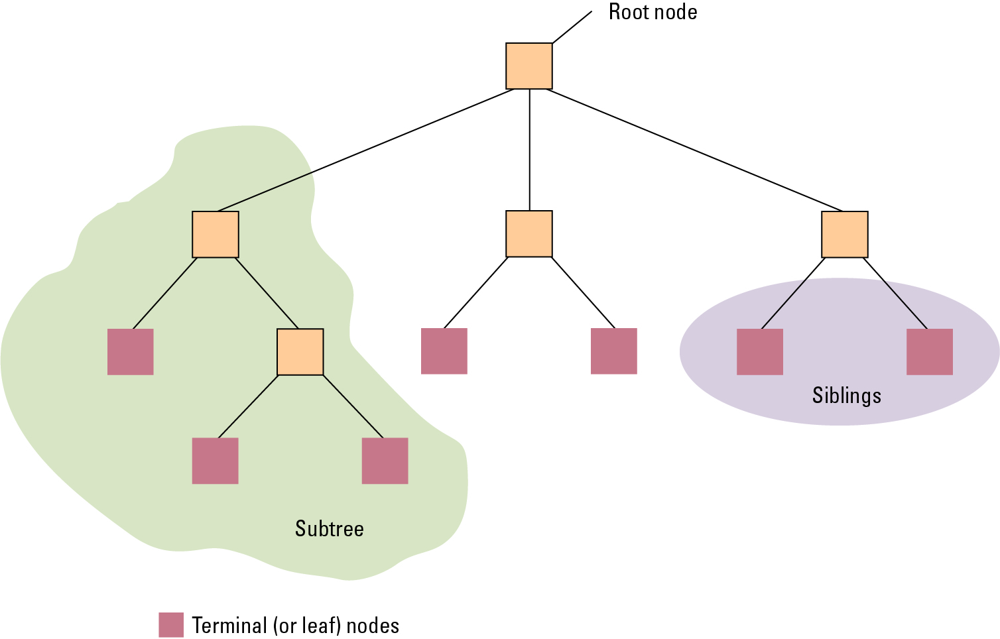 Root node
Siblings
Subtree
Terminal (or leaf) nodes